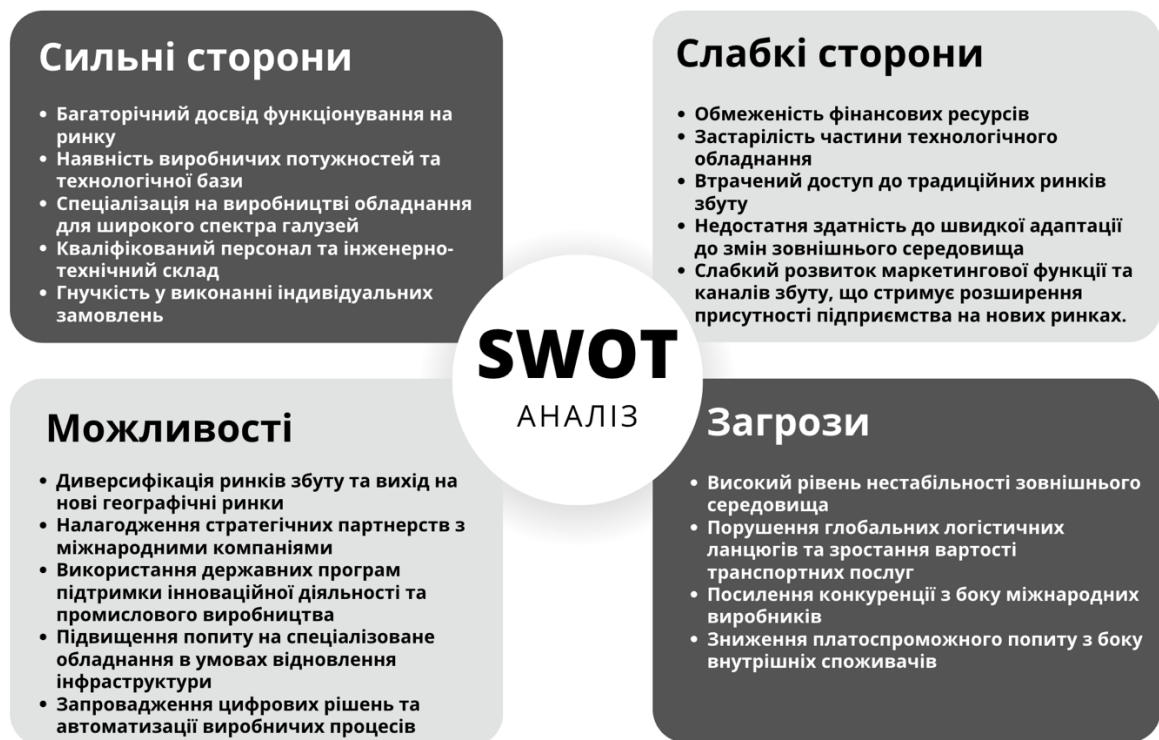 Сильні сторони
• Багаторічний досвід функціонування на
ринку
• Наявність виробничих потужностей та
технологічної бази
• Спеціалізація на виробництві обладнання
для широкого спектра галузей
• Кваліфікований персонал та інженерно-
технічний склад
• Гнучкість у виконанні індивідуальних
замовлень
Слабкі сторони
• Обмеженість фінансових ресурсів
• Застарілість частини технологічного
обладнання
• Втрачений доступ до традиційних ринків
збуту
• Недостатня здатність до швидкої адаптації
до змін зовнішнього середовища
• Слабкий розвиток маркетингової функції та
каналів збуту, що стримує розширення
присутності підприємства на нових ринках.
SWOT
АНАЛІЗ
Можливості
• Диверсифікація ринків збуту та вихід на
нові географічні ринки
• Налагодження стратегічних партнерств з
міжнародними компаніями
• Використання державних програм
підтримки інноваційної діяльності та
промислового виробництва
• Підвищення попиту на спеціалізоване
обладнання в умовах відновлення
інфраструктури
• Запровадження цифрових рішень та
автоматизації виробничих процесів
Загрози
• Високий рівень нестабільності зовнішнього
середовища
• Порушення глобальних логістичних
ланцюгів та зростання вартості
транспортних послуг
• Посилення конкуренції з боку міжнародних
виробників
• Зниження платоспроможного попиту з боку
внутрішніх споживачів